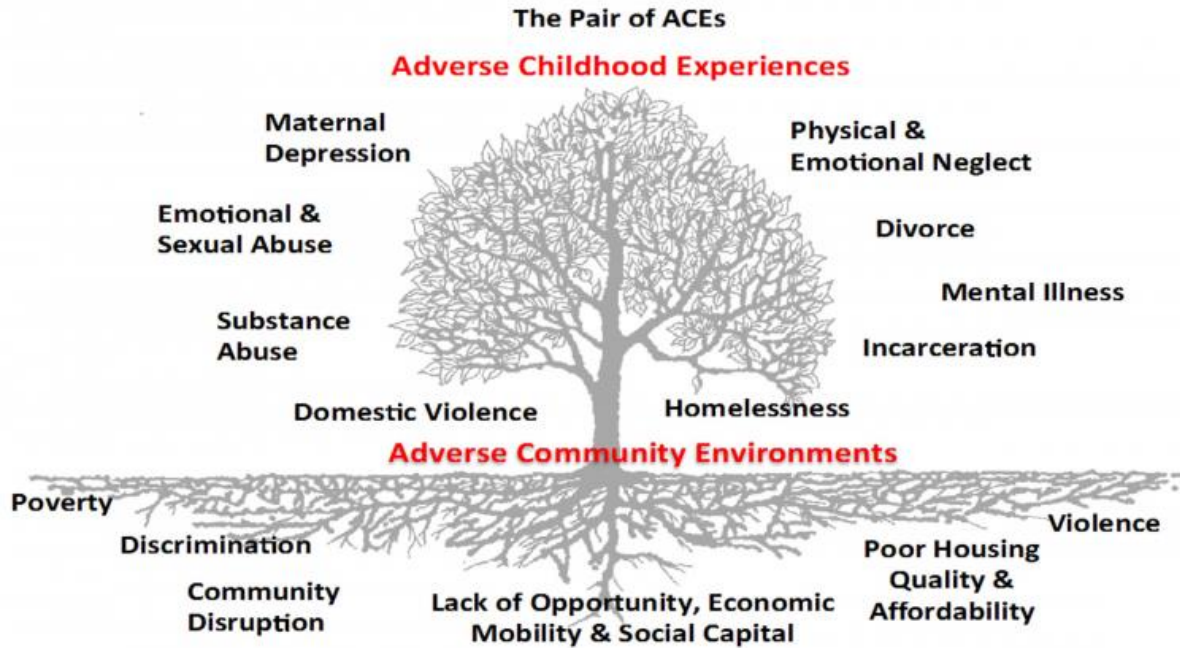 The Pair of ACEs
Adverse Childhood Experiences
Maternal
Depression
Physical &
Emotional Neglect
Emotional &
Sexual Abuse
Divorce
Mental Illness
Substance
Abuse
Incarceration
Domestic Violence
Homelessness
Adverse Community Environments
Poverty
Violence
Discrimination
Poor Housing
Quality &
Affordability
Community
Disruption
Lack of Opportunity, Economic
Mobility & Social Capital